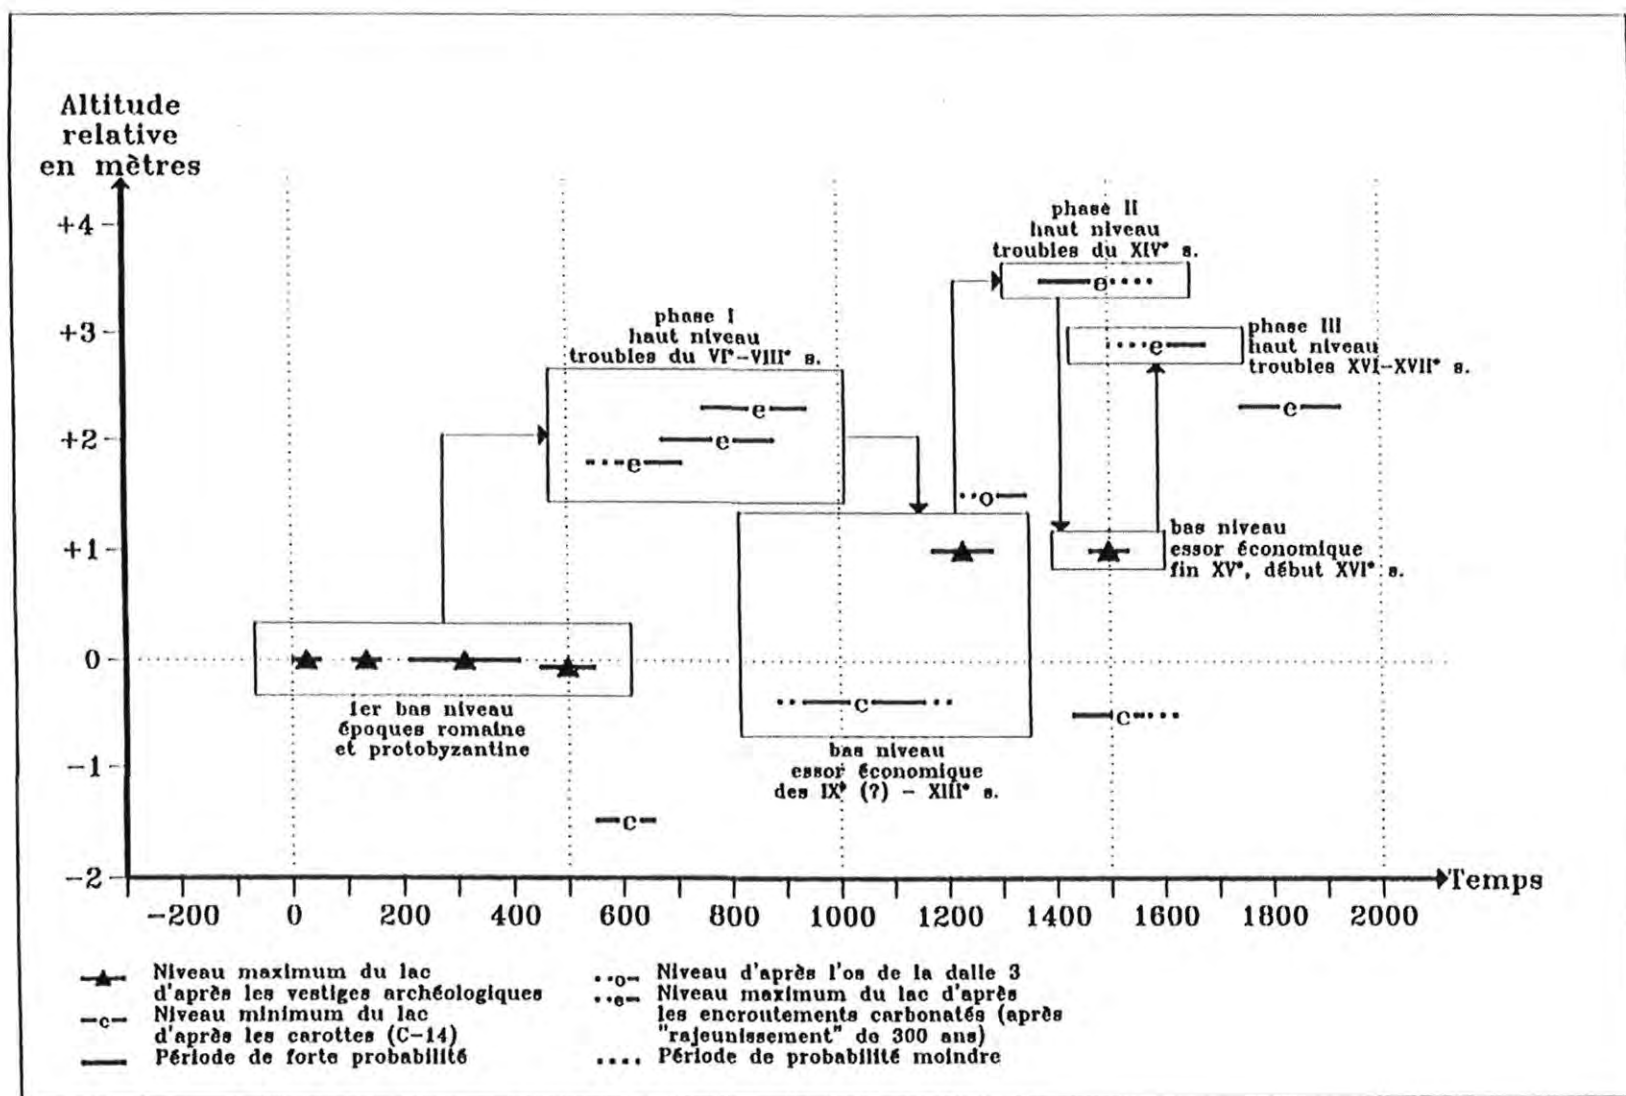 Altitude
relative
en mètres
+4
+3
+2
+1
0
-1
-2
phase I
haut niveau
troubles du VIe-VIIIe s.
phase II
haut niveau
troubles du XIVe s.
phase III
haut niveau
troubles XVI-XVIIe s.
e
e
e
e
e
e
o
c
c
c
1er bas niveau
époques romaine
et protobyzantine
bas niveau
essor économique
des IXe (?) - XIIIe s.
bas niveau
essor économique
fin XVe, début XVIe s.
Temps
-200 0 200 400 600 800 1000 1200 1400 1600 1800 2000
Niveau maximum du lac
d'après les vestiges archéologiques
-c- Niveau minimum du lac
d'après les carottes (C-14)
Période de forte probabilité
··o- Niveau d'après l'os de la dalle 3
··e- Niveau maximum du lac d'après
les encroutements carbonatés (après
"rajeunissement" de 300 ans)
.... Période de probabilité moindre